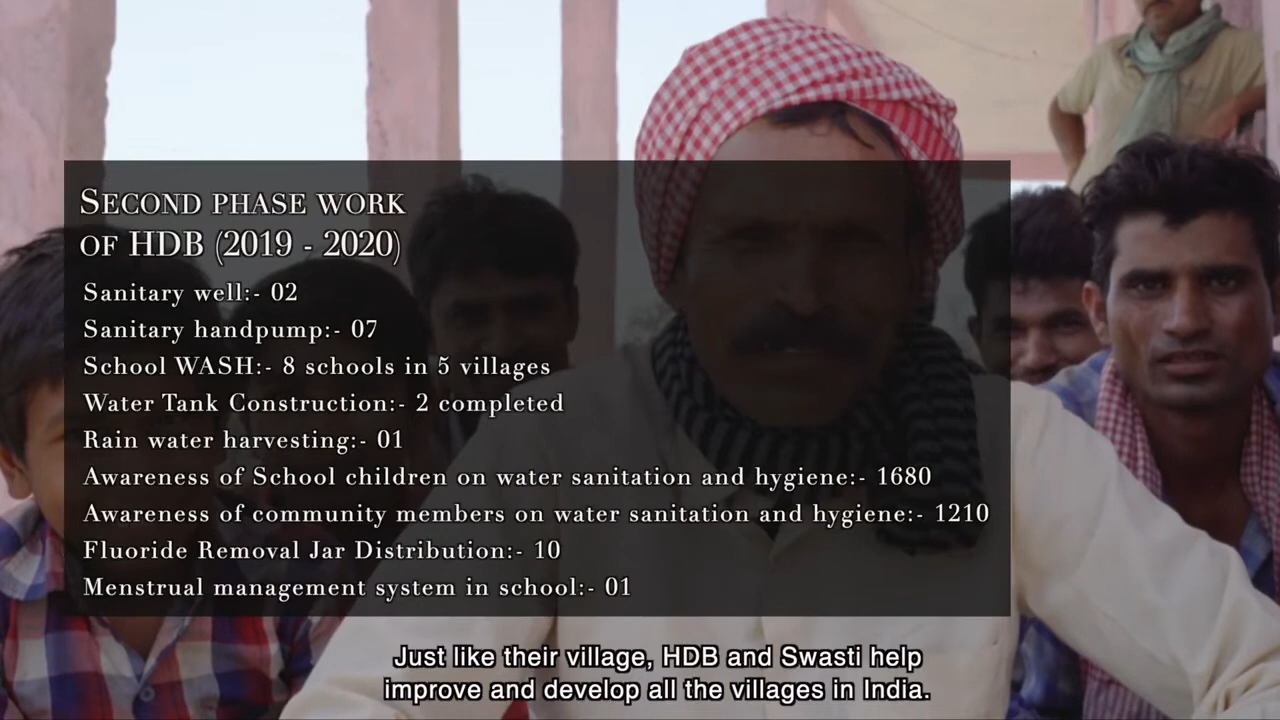 SECOND PHASE WORK
OF HDB (2019 - 2020)
Sanitary well:- 02
Sanitary handpump:- 07
School WASH:- 8 schools in 5 villages
Water Tank Construction:- 2 completed
Rain water harvesting:- 01
Awareness of School children on water sanitation and hygiene:- 1680
Awareness of community members on water sanitation and hygiene:- 1210
Fluoride Removal Jar Distribution:- 10
Menstrual management system in school:- 01
Just like their village, HDB and Swasti help
improve and develop all the villages in India.